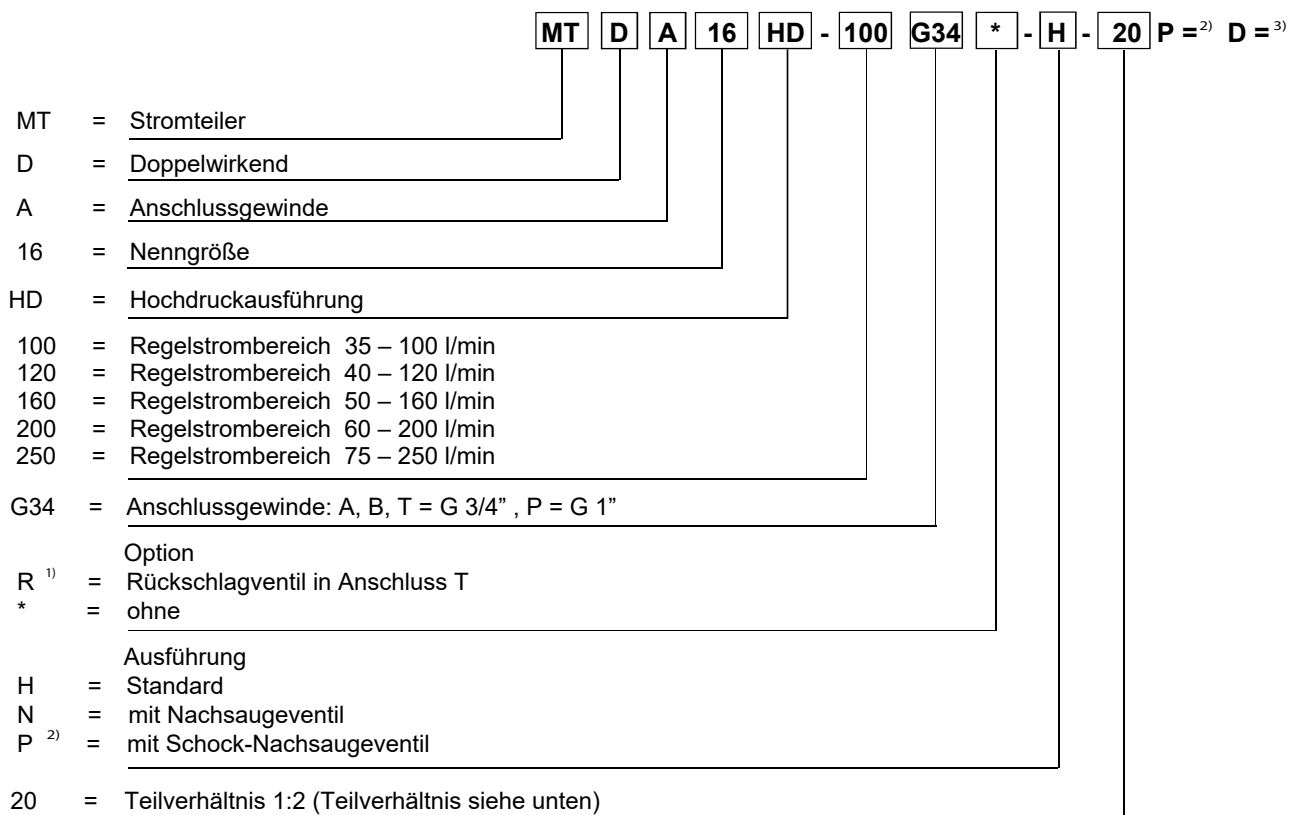 MT D A 16 HD - 100 G34 * - H - 20 P =2) D =3)
MT = Stromteiler
D = Doppelwirkend
A = Anschlussgewinde
16 = Nenngröße
HD = Hochdruckausführung
100 = Regelstrombereich 35 – 100 l/min
120 = Regelstrombereich 40 – 120 l/min
160 = Regelstrombereich 50 – 160 l/min
200 = Regelstrombereich 60 – 200 l/min
250 = Regelstrombereich 75 – 250 l/min
G34 = Anschlussgewinde: A, B, T = G 3/4” , P = G 1”
Option
R 1) = Rückschlagventil in Anschluss T
* = ohne
Ausführung
H = Standard
N = mit Nachsaugeventil
P 2) = mit Schock-Nachsaugeventil
20 = Teilverhältnis 1:2 (Teilverhältnis siehe unten)